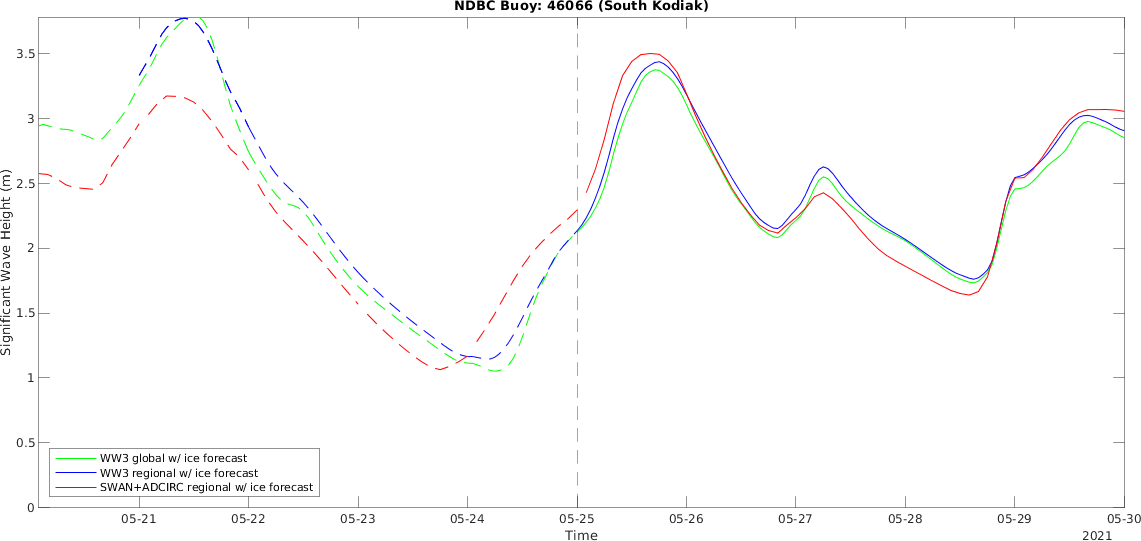 NDBC Buoy: 46066 (South Kodiak)
Significant Wave Height (m)
3.5
3
2.5
2
1.5
1
0.5
0
WW3 global w/ ice forecast
WW3 regional w/ ice forecast
SWAN+ADCIRC regional w/ ice forecast
05-21 05-22 05-23 05-24 05-25 05-26 05-27 05-28 05-29 05-30
Time
2021